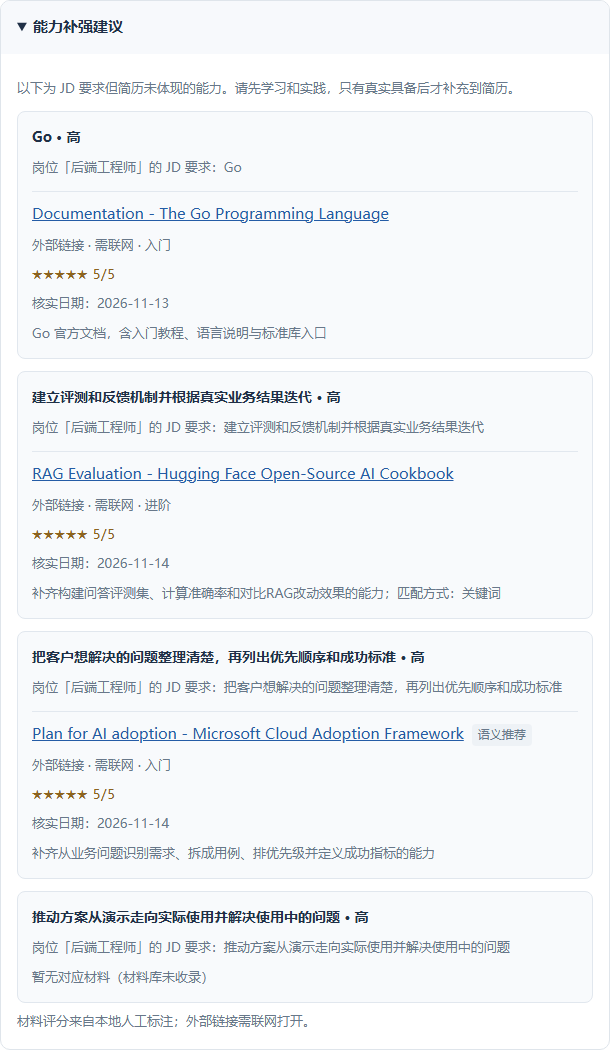 ▼ 能力补强建议
以下为 JD 要求但简历未体现的能力。请先学习和实践，只有真实具备后才补充到简历。
Go • 高
岗位「后端工程师」的 JD 要求：Go
Documentation - The Go Programming Language
外部链接 · 需联网 · 入门
★★★★★ 5/5
核实日期：2026-11-13
Go 官方文档，含入门教程、语言说明与标准库入口
建立评测和反馈机制并根据真实业务结果迭代 • 高
岗位「后端工程师」的 JD 要求：建立评测和反馈机制并根据真实业务结果迭代
RAG Evaluation - Hugging Face Open-Source AI Cookbook
外部链接 · 需联网 · 进阶
★★★★★ 5/5
核实日期：2026-11-14
补齐构建问答评测集、计算准确率和对比RAG改动效果的能力；匹配方式：关键词
把客户想解决的问题整理清楚，再列出优先顺序和成功标准 • 高
岗位「后端工程师」的 JD 要求：把客户想解决的问题整理清楚，再列出优先顺序和成功标准
Plan for AI adoption - Microsoft Cloud Adoption Framework 语义推荐
外部链接 · 需联网 · 入门
★★★★★ 5/5
核实日期：2026-11-14
补齐从业务问题识别需求、拆成用例、排优先级并定义成功指标的能力
推动方案从演示走向实际使用并解决使用中的问题 • 高
岗位「后端工程师」的 JD 要求：推动方案从演示走向实际使用并解决使用中的问题
暂无对应材料（材料库未收录）
材料评分来自本地人工标注；外部链接需联网打开。